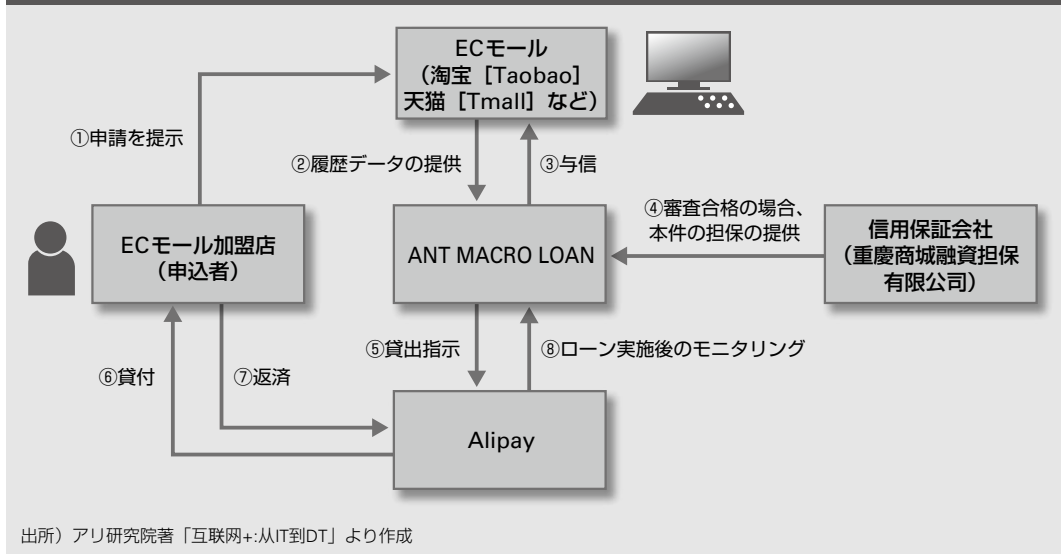 ECモール
（淘宝［Taobao］
天猫［Tmall］など）
①申請を提示
②履歴データの提供
③与信
④審査合格の場合、
本件の担保の提供
ECモール加盟店
（申込者）
ANT MACRO LOAN
信用保証会社
（重慶商城融資担保
有限公司）
⑤貸出指示
⑧ローン実施後のモニタリング
⑥貸付
⑦返済
Alipay
出所）アリ研究院著「互联网+:从IT到DT」より作成